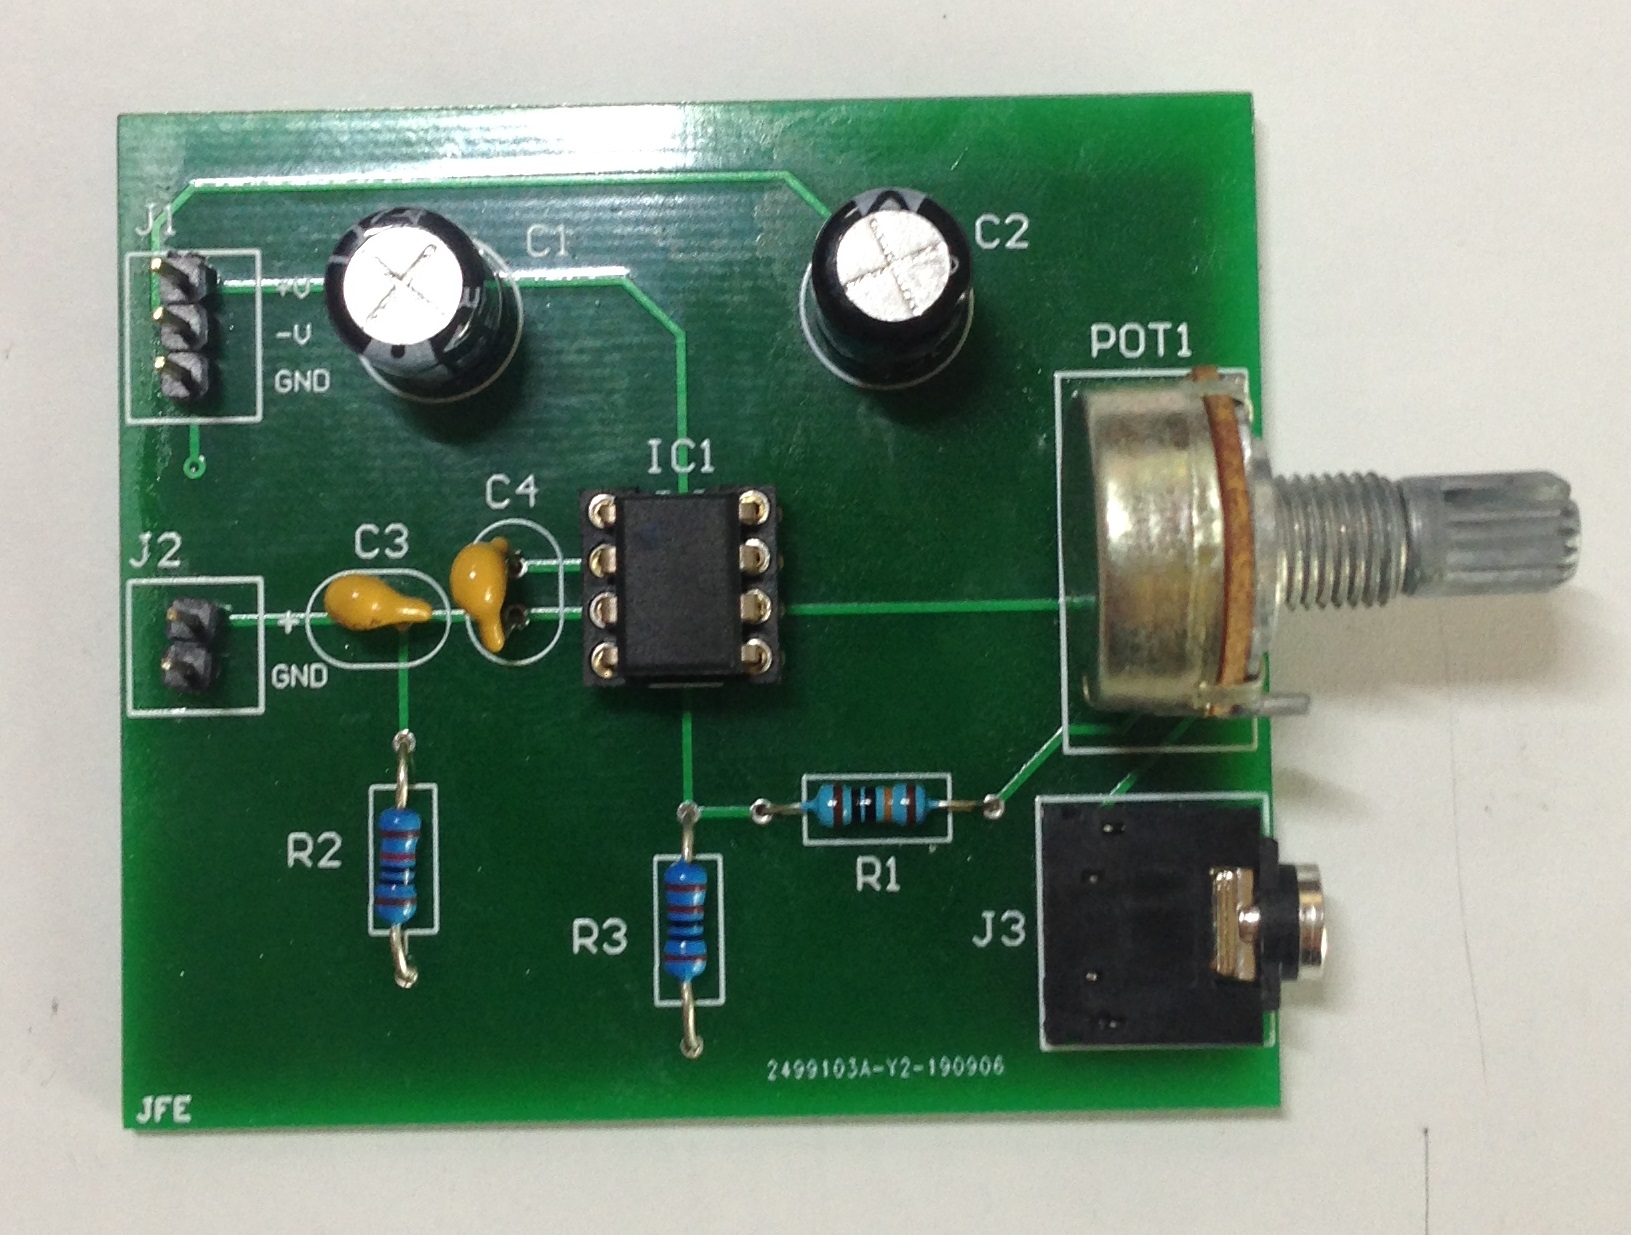 J1
C1
C2
+V
-V
GND
POT1
IC1
C4
C3
J2
+
GND
R2
R1
R3
J3
2499103A-Y2-190906
JFE